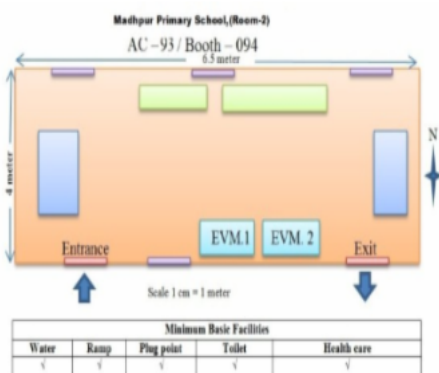 Madhpur Primary School,(Room-2)
AC –93 / Booth – 094
6.5 meter
4 meter
N
EVM.1 EVM. 2
Entrance Exit
Scale 1 cm = 1 meter
Minimum Basic Facilities
Water Ramp Plug point Toilet Health care
√ √ √ √ √